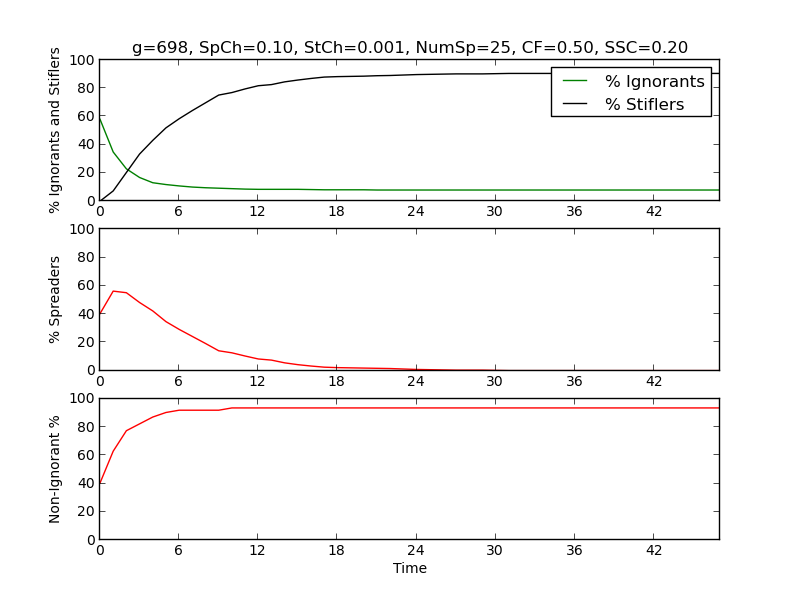 g=698, SpCh=0.10, StCh=0.001, NumSp=25, CF=0.50, SSC=0.20
% Ignorants and Stiflers
100
80
60
40
20
0
% Ignorants
% Stiflers
0 6 12 18 24 30 36 42
% Spreaders
100
80
60
40
20
0
0 6 12 18 24 30 36 42
Non-Ignorant %
100
80
60
40
20
0
0 6 12 18 24 30 36 42
Time